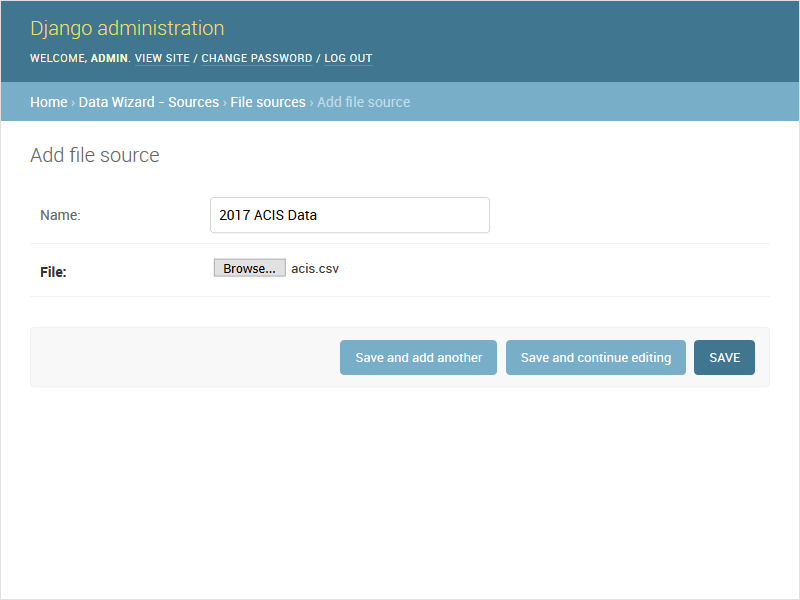 Django administration
WELCOME, ADMIN. VIEW SITE / CHANGE PASSWORD / LOG OUT
Home › Data Wizard - Sources › File sources › Add file source
Add file source
Name: 2017 ACIS Data
File: Browse... acis.csv
Save and add another Save and continue editing SAVE